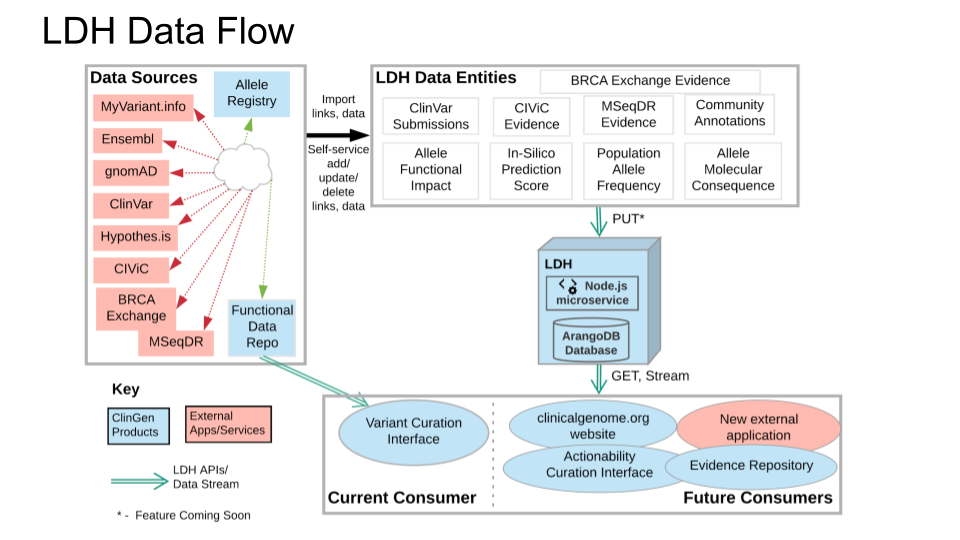 LDH Data Flow
Data Sources
Allele
Registry
MyVariant.info
Ensembl
gnomAD
ClinVar
Hypothes.is
CIViC
BRCA
Exchange
MSeqDR
Functional
Data
Repo
Import
links, data
Self-service
add/
update/
delete
links, data
LDH Data Entities
BRCA Exchange Evidence
ClinVar
Submissions
CIViC
Evidence
MSeqDR
Evidence
Community
Annotations
Allele
Functional
Impact
In-Silico
Prediction
Score
Population
Allele
Frequency
Allele
Molecular
Consequence
PUT*
LDH
Node.js
microservice
ArangoDB
Database
GET, Stream
Key
ClinGen
Products
External
Apps/Services
LDH APIs/
Data Stream
* - Feature Coming Soon
Variant Curation
Interface
Current Consumer
clinicalgenome.org
website
New external
application
Actionability
Curation Interface
Evidence Repository
Future Consumers